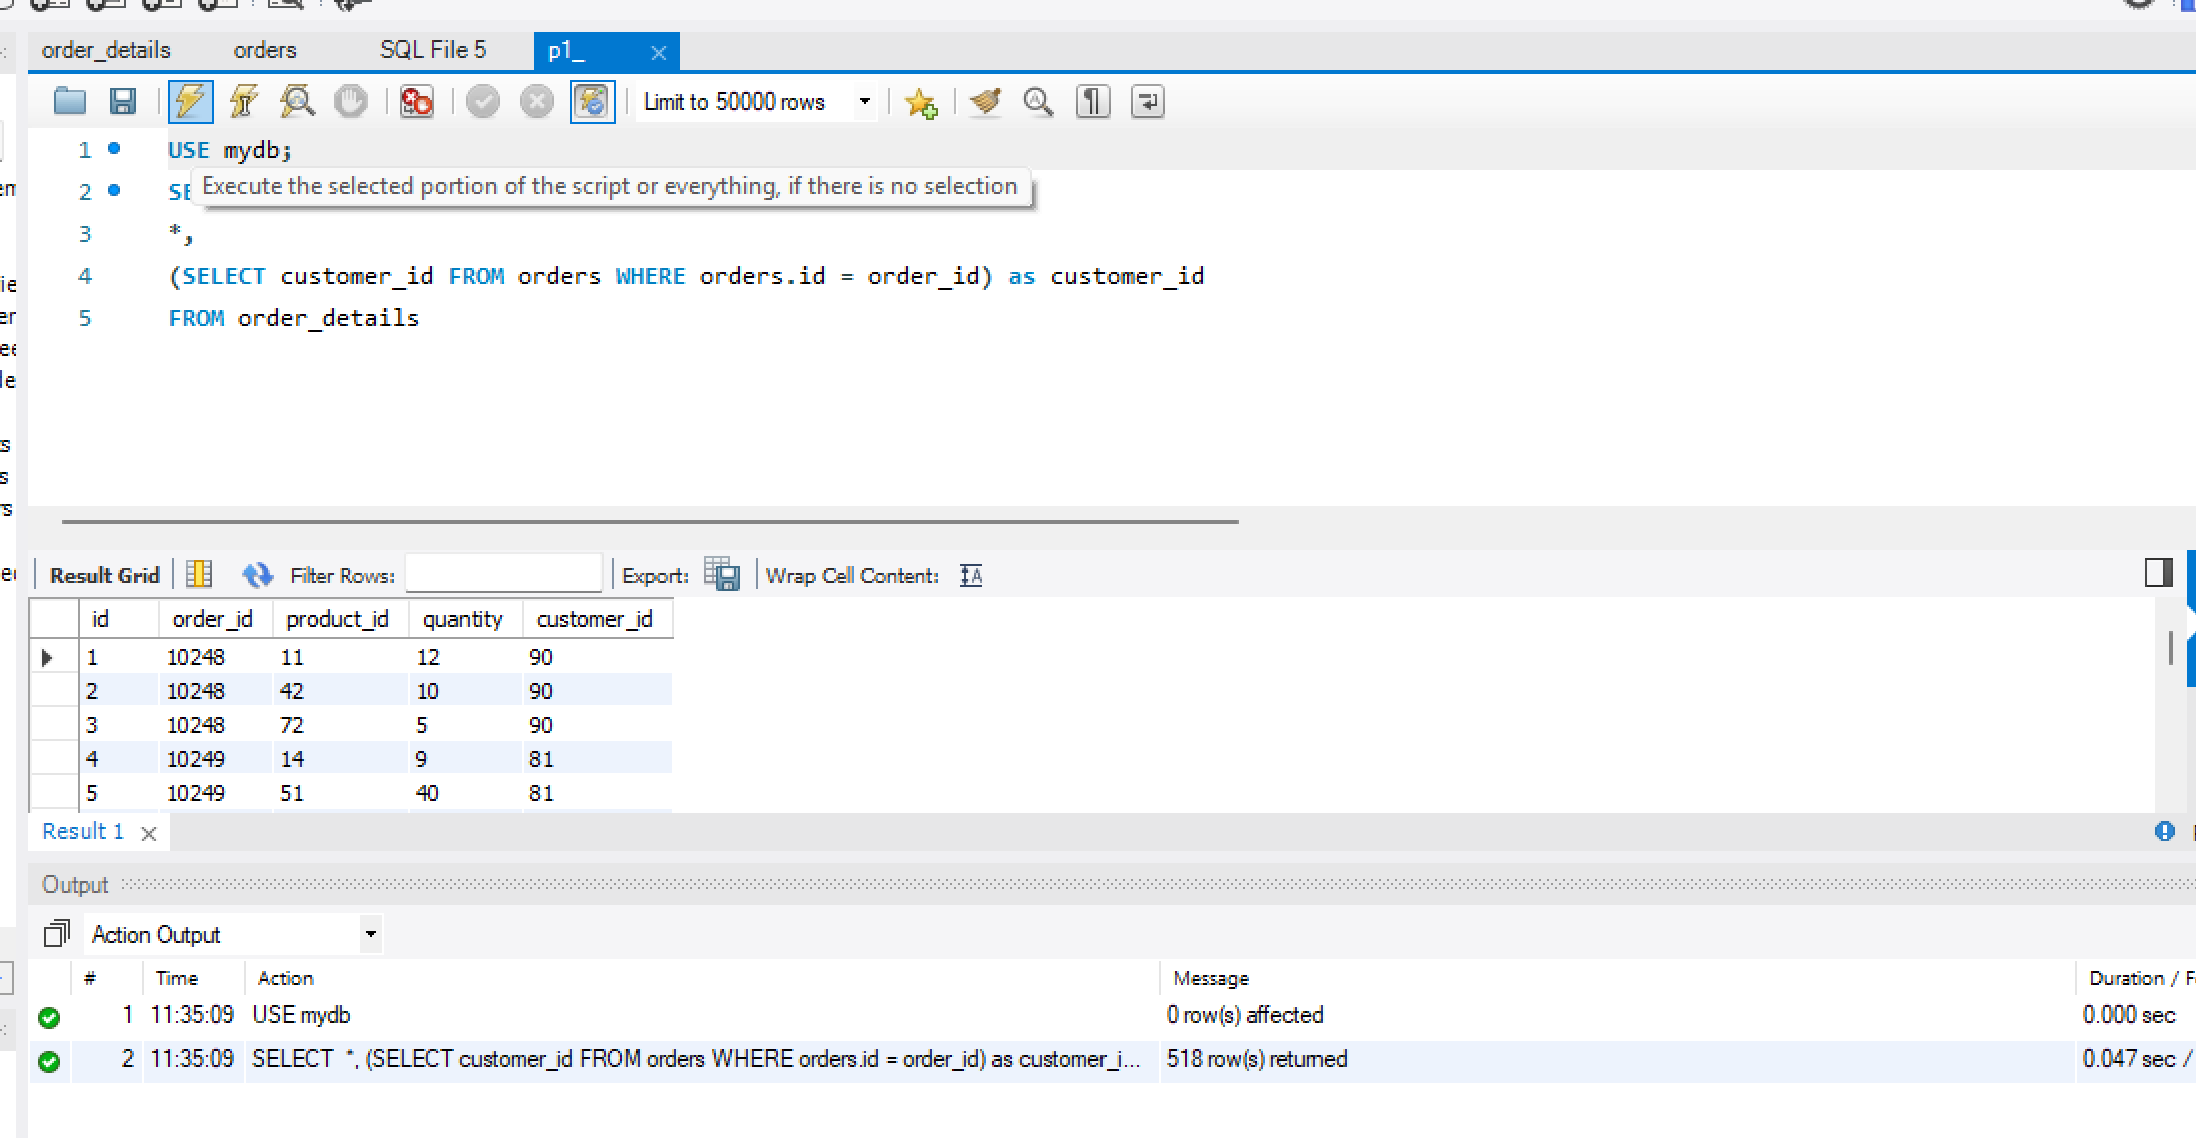 order_details orders SQL File 5 p1_
Limit to 50000 rows
1 USE mydb;
Execute the selected portion of the script or everything, if there is no selection
2 SE
3 *,
4 (SELECT customer_id FROM orders WHERE orders.id = order_id) as customer_id
5 FROM order_details
Result Grid Filter Rows: Export: Wrap Cell Content:
id order_id product_id quantity customer_id
1 10248 11 12 90
2 10248 42 10 90
3 10248 72 5 90
4 10249 14 9 81
5 10249 51 40 81
Result 1
Output
Action Output
# Time Action Message Duration / F
1 11:35:09 USE mydb 0 row(s) affected 0.000 sec
2 11:35:09 SELECT *, (SELECT customer_id FROM orders WHERE orders.id = order_id) as customer_i... 518 row(s) returned 0.047 sec /